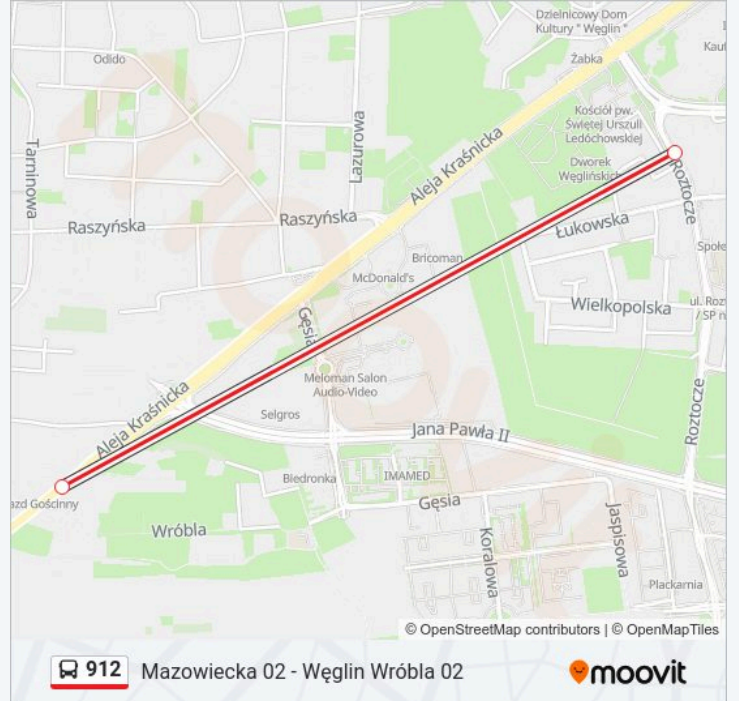 Dzielnicowy Dom
Kultury " Węglin "
Odido
Żabka
Kościół pw.
Świętej Urszuli
Ledóchowskiej
Tarninowa
Lazurowa
Aleja Kraśnicka
Dworek
Roztocze
Raszyńska
Raszyńska
Łukowska
Bricoman
McDonald's
Wielkopolska
Gęsia
Meloman Salon
Audio-Video
Aleja Kraśnicka
Selgros
Jana Pawła II
Roztocze
Biedronka
IMAMED
Gęsia
Gościnny
Wróbla
Koralowa
Jaspisowa
Plackarnia
© OpenStreetMap contributors | © OpenMapTiles
912 Mazowiecka 02 - Węglin Wróbla 02
moovit